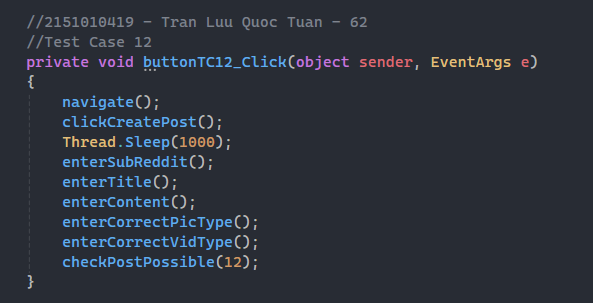 //2151010419 - Tran Luu Quoc Tuan - 62
//Test Case 12
private void buttonTC12_Click(object sender, EventArgs e)
{
navigate();
clickCreatePost();
Thread.Sleep(1000);
enterSubReddit();
enterTitle();
enterContent();
enterCorrectPicType();
enterCorrectVidType();
checkPostPossible(12);
}